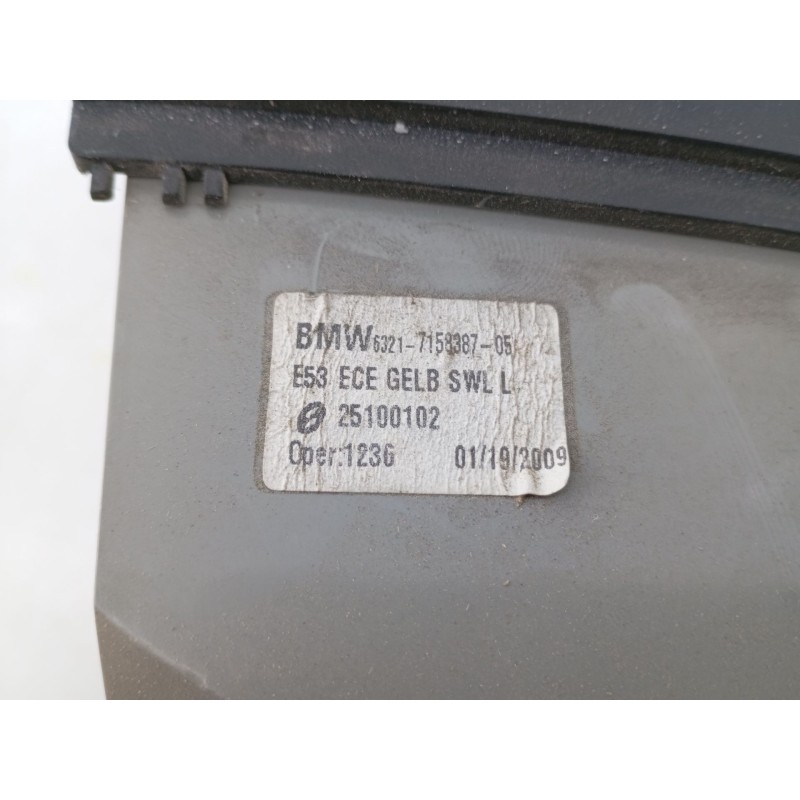 BMW 6321-7158387-05
E53 ECE GELB SWL L
25100102
Oper:1236 01/19/2009